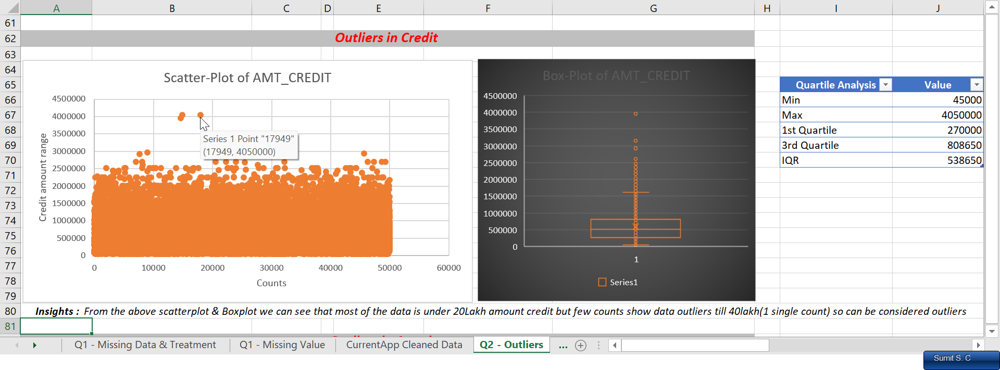 A B C D E F G H I J
61
62 Outliers in Credit
63
64
65 Quartile Analysis Value
66 Min 45000
67 Max 4050000
68 1st Quartile 270000
69 3rd Quartile 808650
70 IQR 538650
71
72
73
74
75
76
77
78
79
Scatter-Plot of AMT_CREDIT
Credit amount range
4500000
4000000
3500000
3000000
2500000
2000000
1500000
1000000
500000
0
0 10000 20000 30000 40000 50000 60000
Counts
Series 1 Point "17949"
(17949, 4050000)
Box-Plot of AMT_CREDIT
4500000
4000000
3500000
3000000
2500000
2000000
1500000
1000000
500000
0
1
Series1
80 Insights : From the above scatterplot & Boxplot we can see that most of the data is under 20Lakh amount credit but few counts show data outliers till 40lakh(1 single count) so can be considered outliers
81
Q1 - Missing Data & Treatment Q1 - Missing Value CurrentApp Cleaned Data Q2 - Outliers ...
Sumit S. C